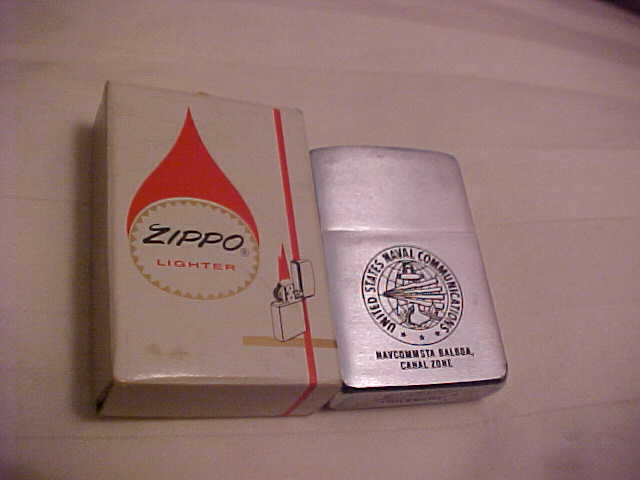 ZIPPO ®
LIGHTER
UNITED STATES NAVAL COMMUNICATIONS
NAVCOMMSTA BALBOA,
CANAL ZONE